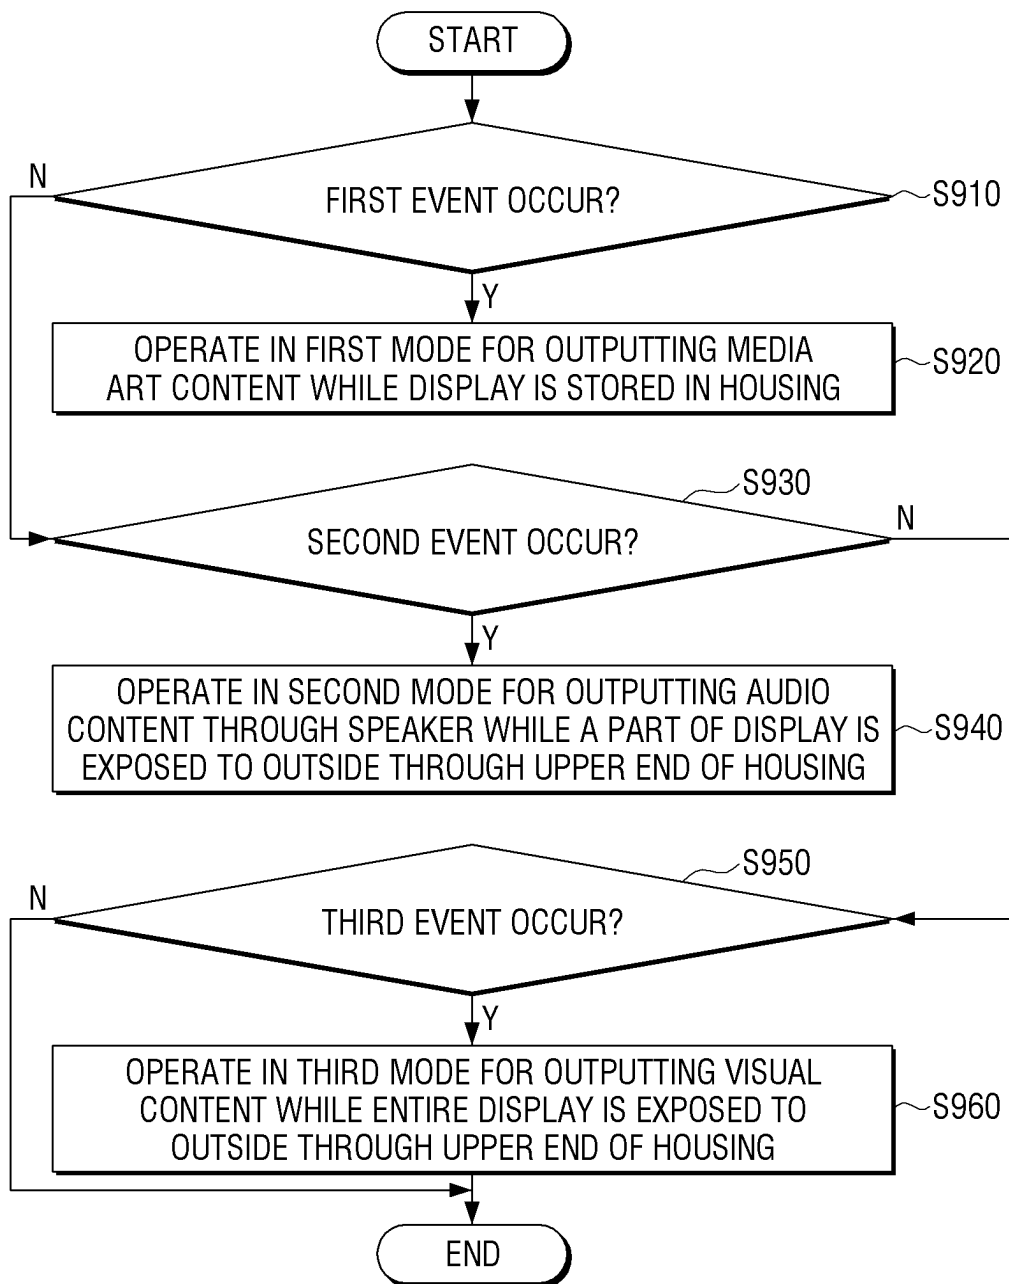 START
N
FIRST EVENT OCCUR?
S910
Y
OPERATE IN FIRST MODE FOR OUTPUTTING MEDIA
ART CONTENT WHILE DISPLAY IS STORED IN HOUSING
S920
S930
SECOND EVENT OCCUR?
N
Y
OPERATE IN SECOND MODE FOR OUTPUTTING AUDIO
CONTENT THROUGH SPEAKER WHILE A PART OF DISPLAY IS
EXPOSED TO OUTSIDE THROUGH UPPER END OF HOUSING
S940
S950
N
THIRD EVENT OCCUR?
Y
OPERATE IN THIRD MODE FOR OUTPUTTING VISUAL
CONTENT WHILE ENTIRE DISPLAY IS EXPOSED TO
OUTSIDE THROUGH UPPER END OF HOUSING
S960
END